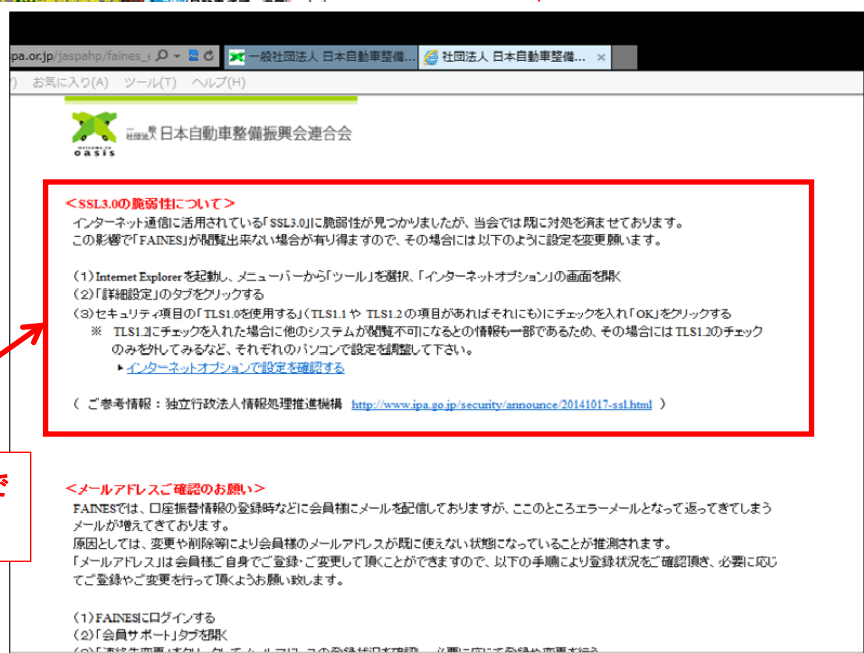 pa.or.jp/jaspahp/faines_
一般社団法人 日本自動車整備...
社団法人 日本自動車整備... ×
お気に入り(A) ツール(T) ヘルプ(H)
一般社団法人 日本自動車整備振興会連合会
welcome to
oasis
＜SSL3.0の脆弱性について＞
インターネット通信に活用されている「SSL3.0」に脆弱性が見つかりましたが、当会では既に対処を済ませております。
この影響で「FAINES」が閲覧出来ない場合が有り得ますので、その場合には以下のように設定を変更願います。
(1)Internet Explorerを起動し、メニューバーから「ツール」を選択、「インターネットオプション」の画面を開く
(2)「詳細設定」のタブをクリックする
(3)セキュリティ項目の「TLS1.0を使用する」(TLS1.1 や TLS1.2の項目があればそれにも)にチェックを入れ「OK」をクリックする
※ TLS1.2にチェックを入れた場合に他のシステムが閲覧不可になるとの情報も一部であるため、その場合にはTLS1.2のチェック
のみを外してみるなど、それぞれのパソコンで設定を調整して下さい。
▶インターネットオプションで設定を確認する
( ご参考情報：独立行政法人情報処理推進機構 http://www.ipa.go.jp/security/announce/20141017-ssl.html )
で
＜メールアドレスご確認のお願い＞
FAINESでは、口座振替情報の登録時などに会員様にメールを配信しておりますが、ここのところエラーメールとなって返ってきてしまう
メールが増えてきております。
原因としては、変更や削除等により会員様のメールアドレスが既に使えない状態になっていることが推測されます。
「メールアドレス」は会員様ご自身でご登録・ご変更して頂くことができますので、以下の手順により登録状況をご確認頂き、必要に応じ
てご登録やご変更を行って頂くようお願い致します。
(1)FAINESにログインする
(2)「会員サポート」タブを開く